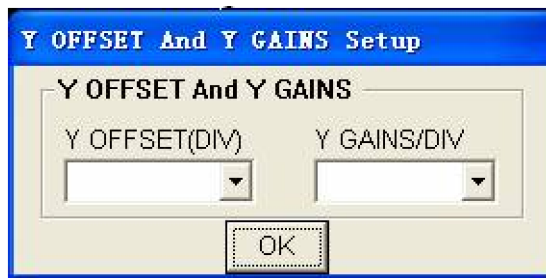 Y OFFSET And Y GAINS Setup
Y OFFSET And Y GAINS
Y OFFSET(DIV) Y GAINS/DIV
OK